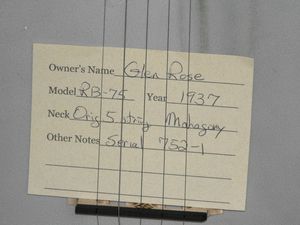 Owner's Name Glen Rose
Model RB-75 Year 1937
Neck Orig 5 string Mahogany
Other Notes Serial 752-1